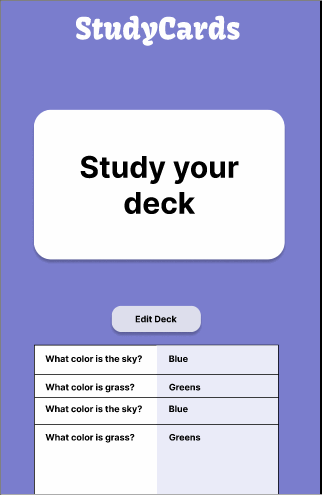 StudyCards
Study your
deck
Edit Deck
What color is the sky? Blue
What color is grass? Greens
What color is the sky? Blue
What color is grass? Greens